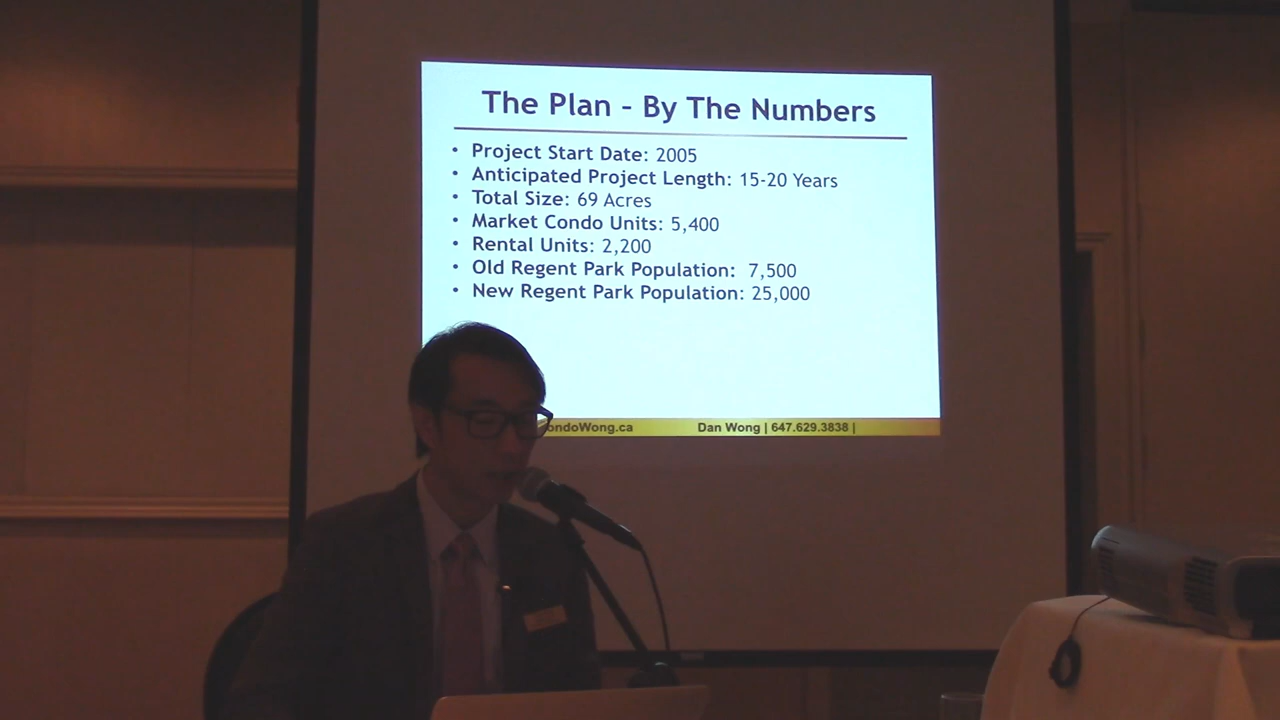 The Plan – By The Numbers
• Project Start Date: 2005
• Anticipated Project Length: 15-20 Years
• Total Size: 69 Acres
• Market Condo Units: 5,400
• Rental Units: 2,200
• Old Regent Park Population: 7,500
• New Regent Park Population: 25,000
ondoWong.ca Dan Wong | 647.629.3838 |